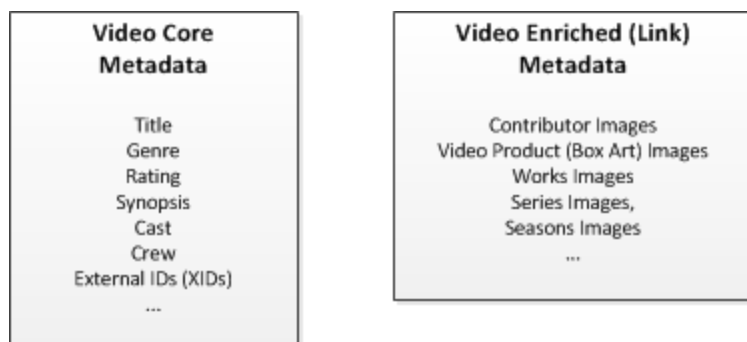 Video Core
Metadata
Title
Genre
Rating
Synopsis
Cast
Crew
External IDs (XIDs)
...
Video Enriched (Link)
Metadata
Contributor Images
Video Product (Box Art) Images
Works Images
Series Images,
Seasons Images
...